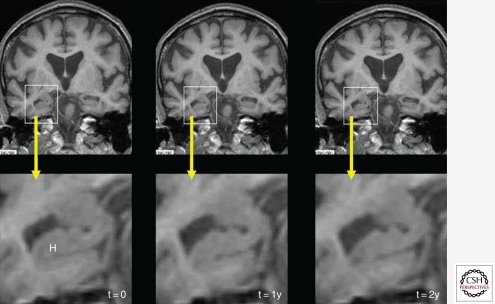 H
t = 0
t = 1y
t = 2y
CSH
PERSPECTIVES